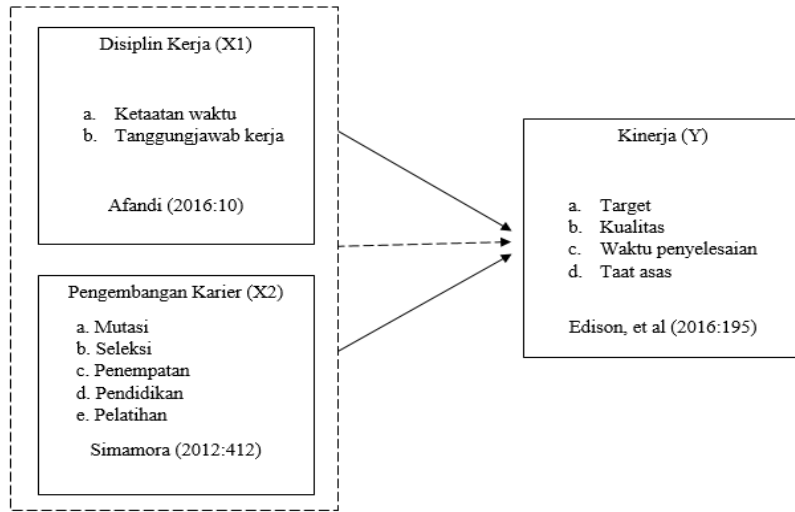 Disiplin Kerja (X1)
a. Ketaatan waktu
b. Tanggungjawab kerja
Afandi (2016:10)
Pengembangan Karier (X2)
a. Mutasi
b. Seleksi
c. Penempatan
d. Pendidikan
e. Pelatihan
Simamora (2012:412)
Kinerja (Y)
a. Target
b. Kualitas
c. Waktu penyelesaian
d. Taat asas
Edison, et al (2016:195)